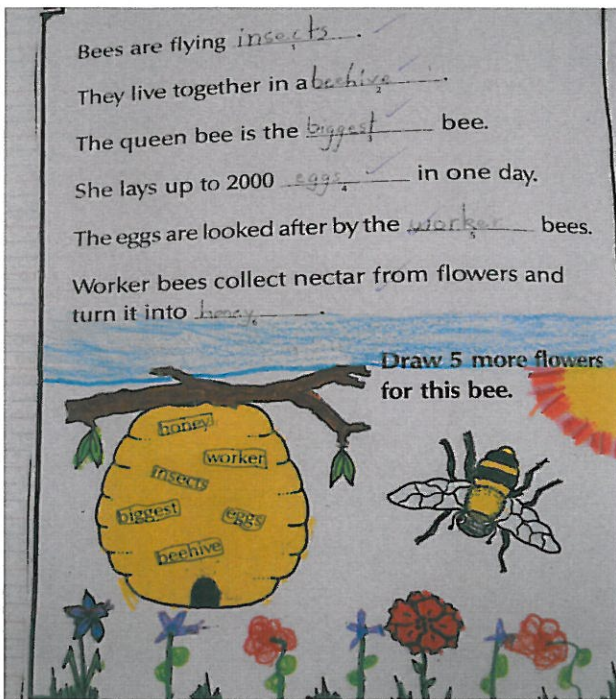 Bees are flying insects.
They live together in a beehive.
The queen bee is the biggest bee.
She lays up to 2000 eggs in one day.
The eggs are looked after by the worker bees.
Worker bees collect nectar from flowers and
turn it into honey.
Draw 5 more flowers
for this bee.
honey
worker
insects
biggest
eggs
beehive